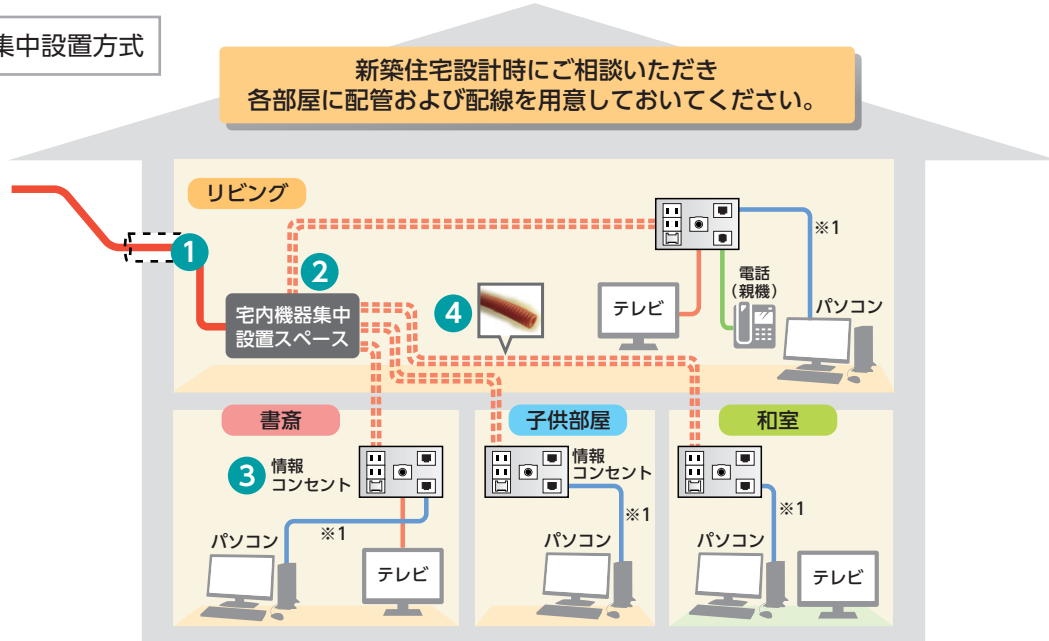 集中設置方式
新築住宅設計時にご相談いただき
各部屋に配管および配線を用意しておいてください。
リビング
1
※1
2
電話
(親機)
4
テレビ
パソコン
宅内機器集中
設置スペース
書斎
子供部屋
和室
3
情報
コンセント
情報
コンセント
※1
※1
※1
パソコン
テレビ
パソコン
パソコン
テレビ